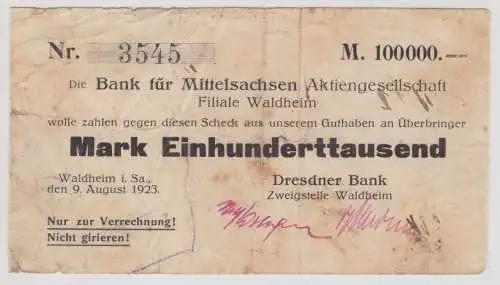 Nr. 3545 M. 100000.—
Die Bank für Mittelsachsen Aktiengesellschaft
Filiale Waldheim
wolle zahlen gegen diesen Scheck aus unserem Guthaben an Überbringer
Mark Einhunderttausend
Waldheim i. Sa., Dresdner Bank
den 9. August 1923. Zweigstelle Waldheim
Nur zur Verrechnung!
Nicht girieren!